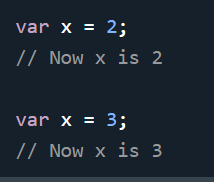 var x = 2;
// Now x is 2
var x = 3;
// Now x is 3